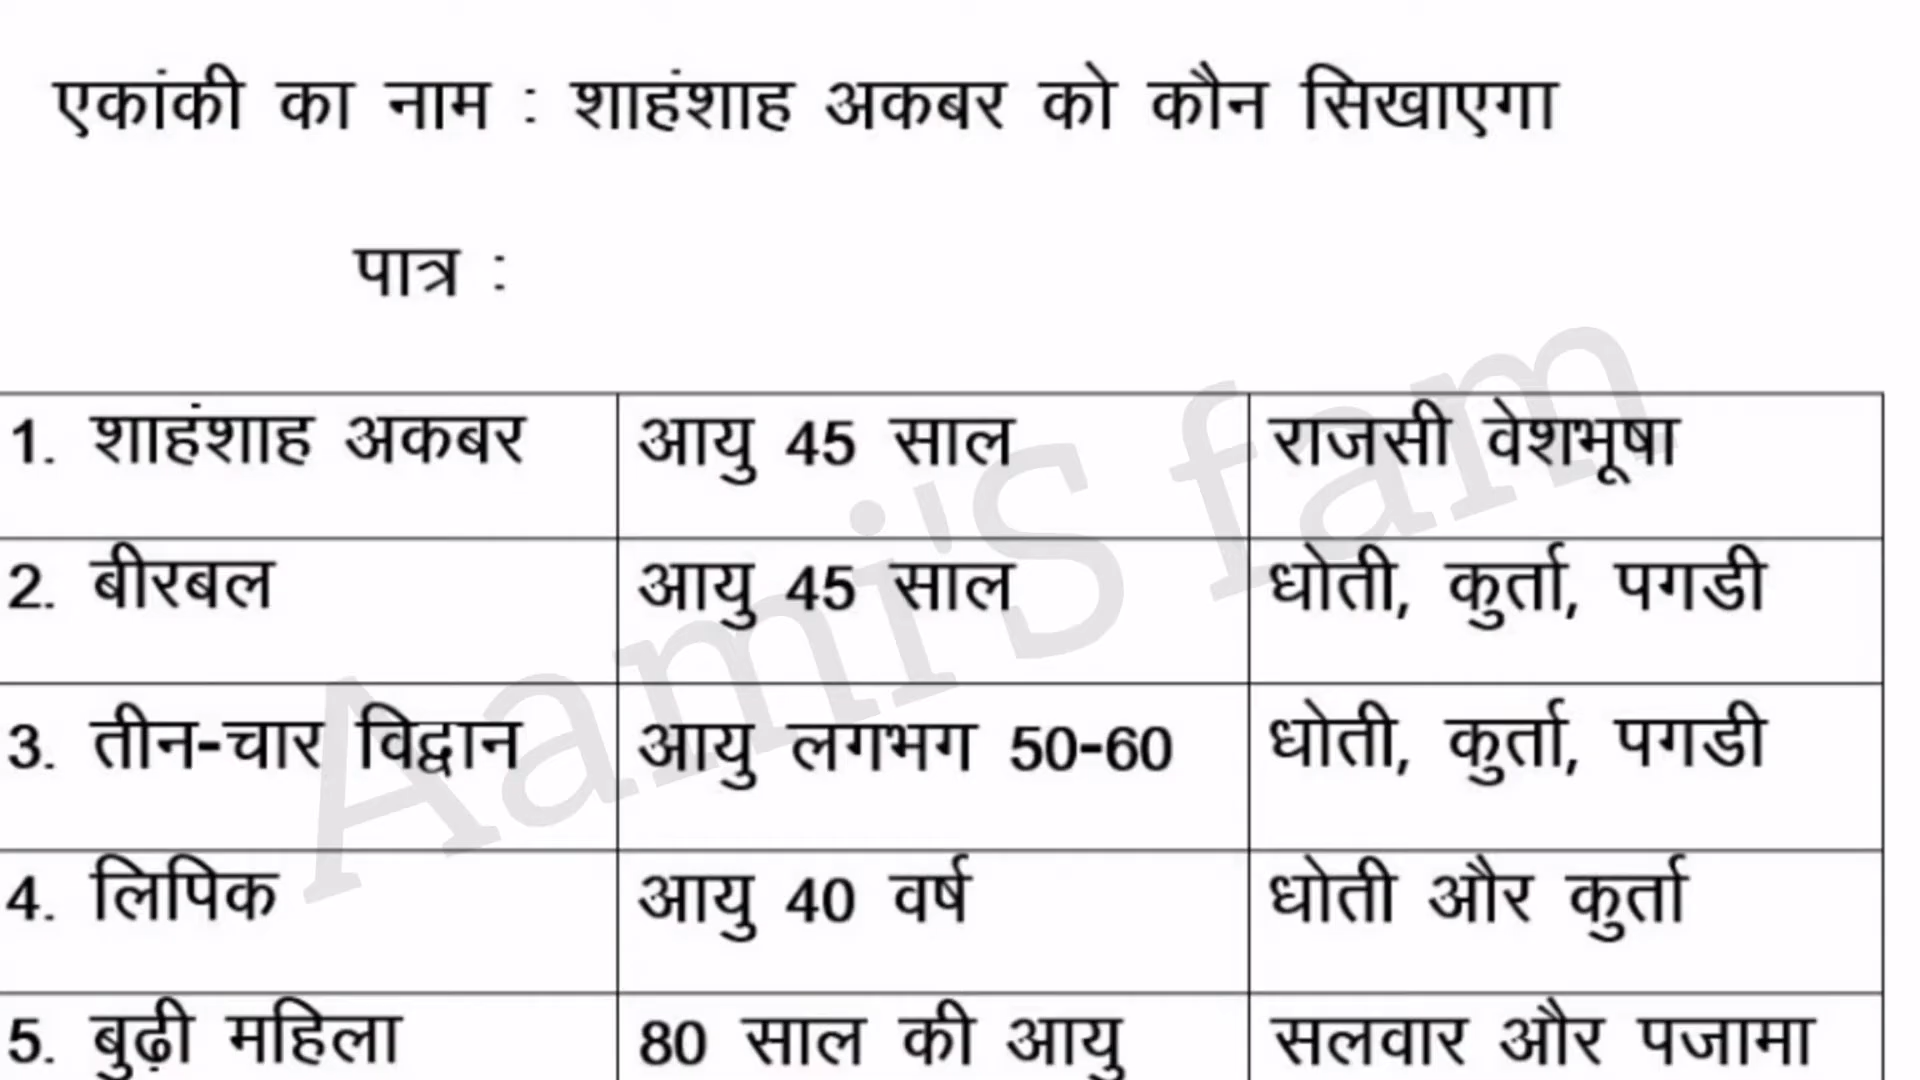 एकांकी का नाम : शाहंशाह अकबर को कौन सिखाएगा
पात्र :
1. शाहंशाह अकबर आयु 45 साल राजसी वेशभूषा
2. बीरबल आयु 45 साल धोती, कुर्ता, पगडी
3. तीन-चार विद्वान आयु लगभग 50-60 धोती, कुर्ता, पगडी
4. लिपिक आयु 40 वर्ष धोती और कुर्ता
5. बुढ़ी महिला 80 साल की आयु सलवार और पजामा
Aami'S fam